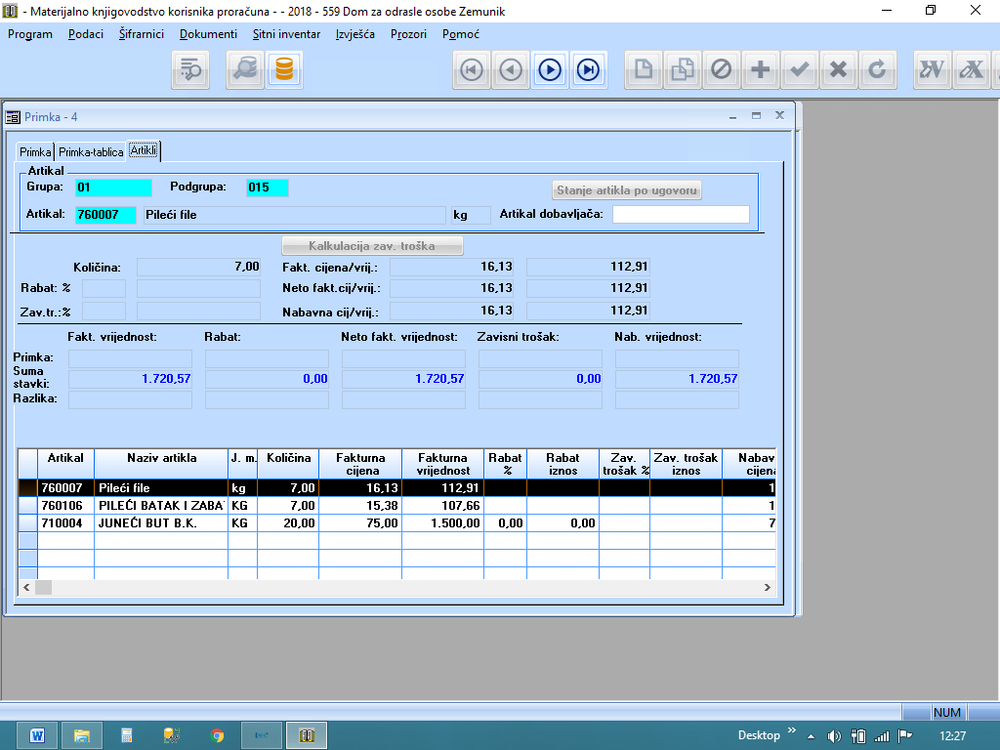 - Materijalno knjigovodstvo korisnika proračuna - - 2018 - 559 Dom za odrasle osobe Zemunik
Program Podaci Šifrarnici Dokumenti Sitni inventar Izvješća Prozori Pomoć
Primka - 4
Primka Primka-tablica Artikli
Artikal
Grupa: 01 Podgrupa: 015 Stanje artikla po ugovoru
Artikal: 760007 Pileći file kg Artikal dobavljača:
Kalkulacija zav. troška
Količina: 7,00 Fakt. cijena/vrij.: 16,13 112,91
Rabat: % Neto fakt.cij/vrij.: 16,13 112,91
Zav.tr.:% Nabavna cij/vrij.: 16,13 112,91
Fakt. vrijednost: Rabat: Neto fakt. vrijednost: Zavisni trošak: Nab. vrijednost:
Primka:
Suma stavki: 1.720,57 0,00 1.720,57 0,00 1.720,57
Razlika:
Artikal Naziv artikla J. m. Količina Fakturna cijena Fakturna vrijednost Rabat % Rabat iznos Zav. trošak % Zav. trošak iznos Nabav cijena
760007 Pileći file kg 7,00 16,13 112,91 1
760106 PILEĆI BATAK I ZABA KG 7,00 15,38 107,66 1
710004 JUNEĆI BUT B.K. KG 20,00 75,00 1.500,00 0,00 0,00 7
NUM
Desktop 12:27